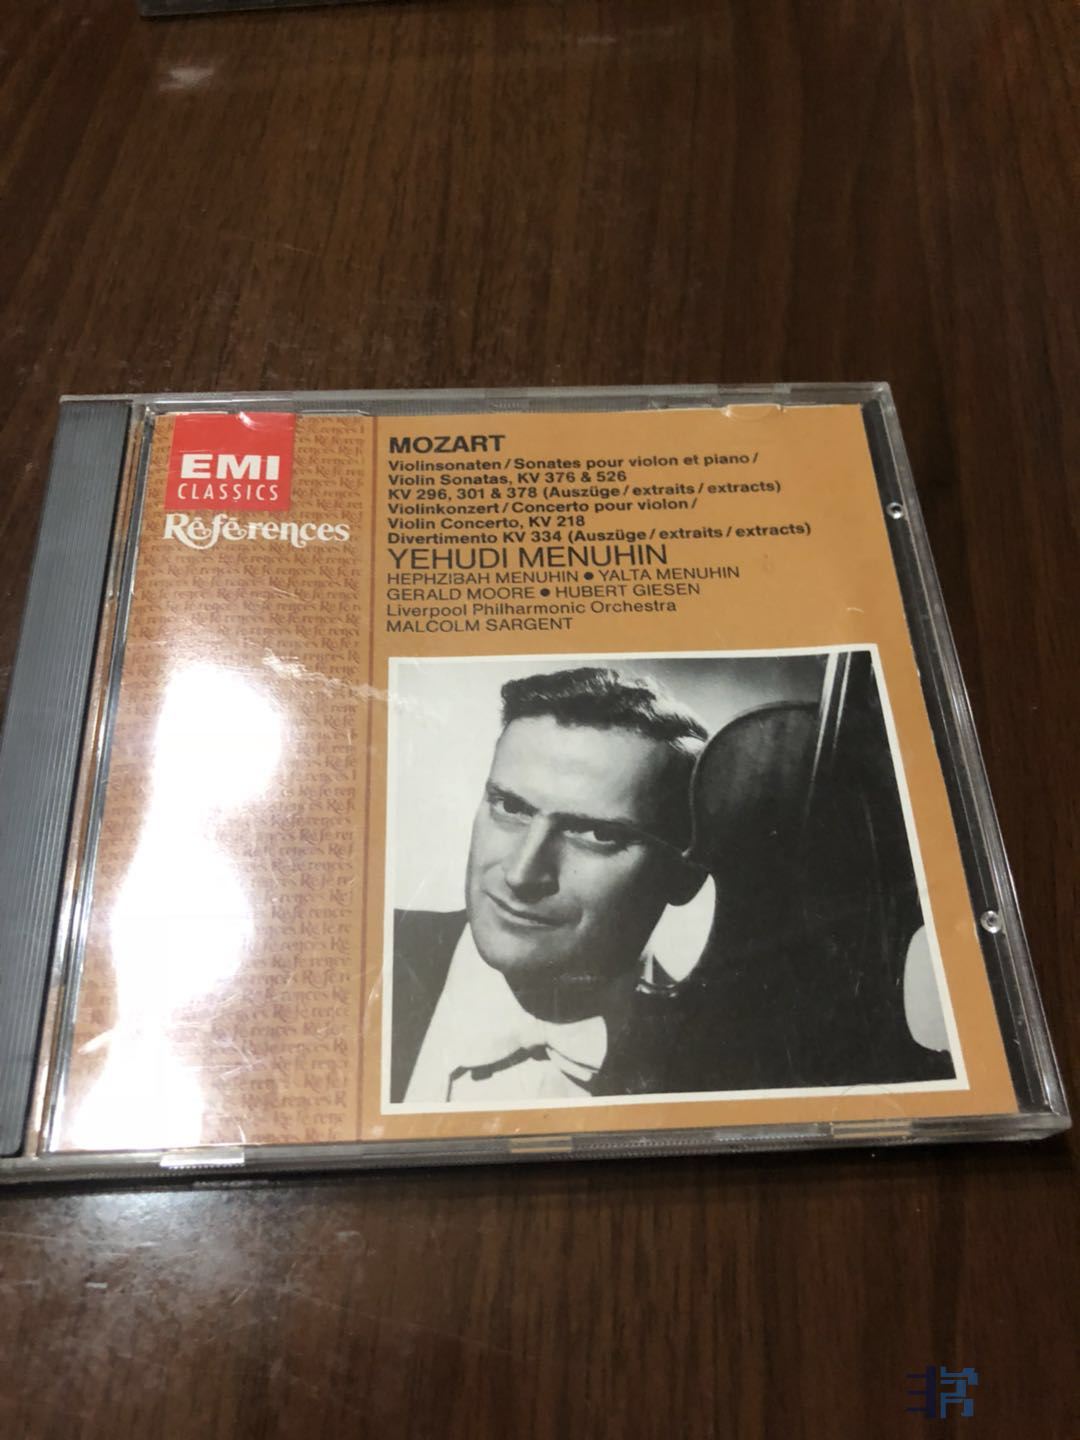 EMI
CLASSICS
Références
MOZART
Violinsonaten / Sonates pour violon et piano /
Violin Sonatas, KV 376 & 526
KV 296, 301 & 378 (Auszüge / extraits / extracts)
Violinkonzert / Concerto pour violon /
Violin Concerto, KV 218
Divertimento KV 334 (Auszüge / extraits / extracts)
YEHUDI MENUHIN
HEPHZIBAH MENUHIN ● YALTA MENUHIN
GERALD MOORE ● HUBERT GIESEN
Liverpool Philharmonic Orchestra
MALCOLM SARGENT